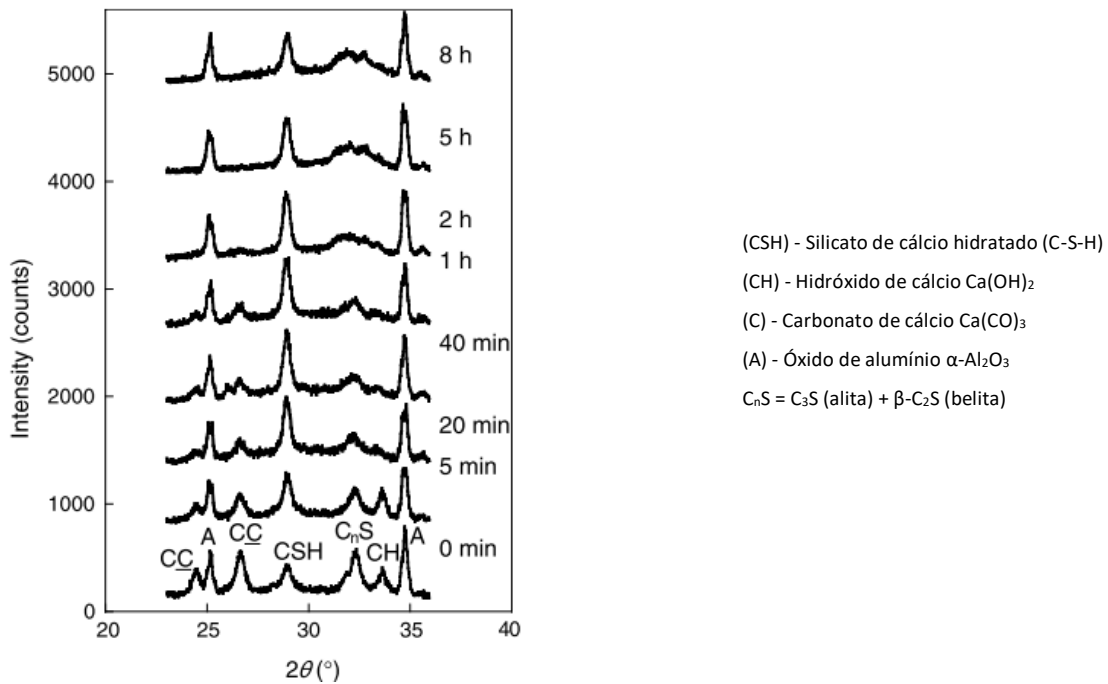 5000
4000
3000
2000
1000
0
20
25
30
35
40
Intensity (counts)
2θ (°)
8 h
5 h
2 h
1 h
40 min
20 min
5 min
0 min
CC
A
CC
CSH
CnS
CH
A
(CSH) - Silicato de cálcio hidratado (C-S-H)
(CH) - Hidróxido de cálcio Ca(OH)₂
(C) - Carbonato de cálcio Ca(CO)₃
(A) - Óxido de alumínio α-Al₂O₃
CₙS = C₃S (alita) + β-C₂S (belita)